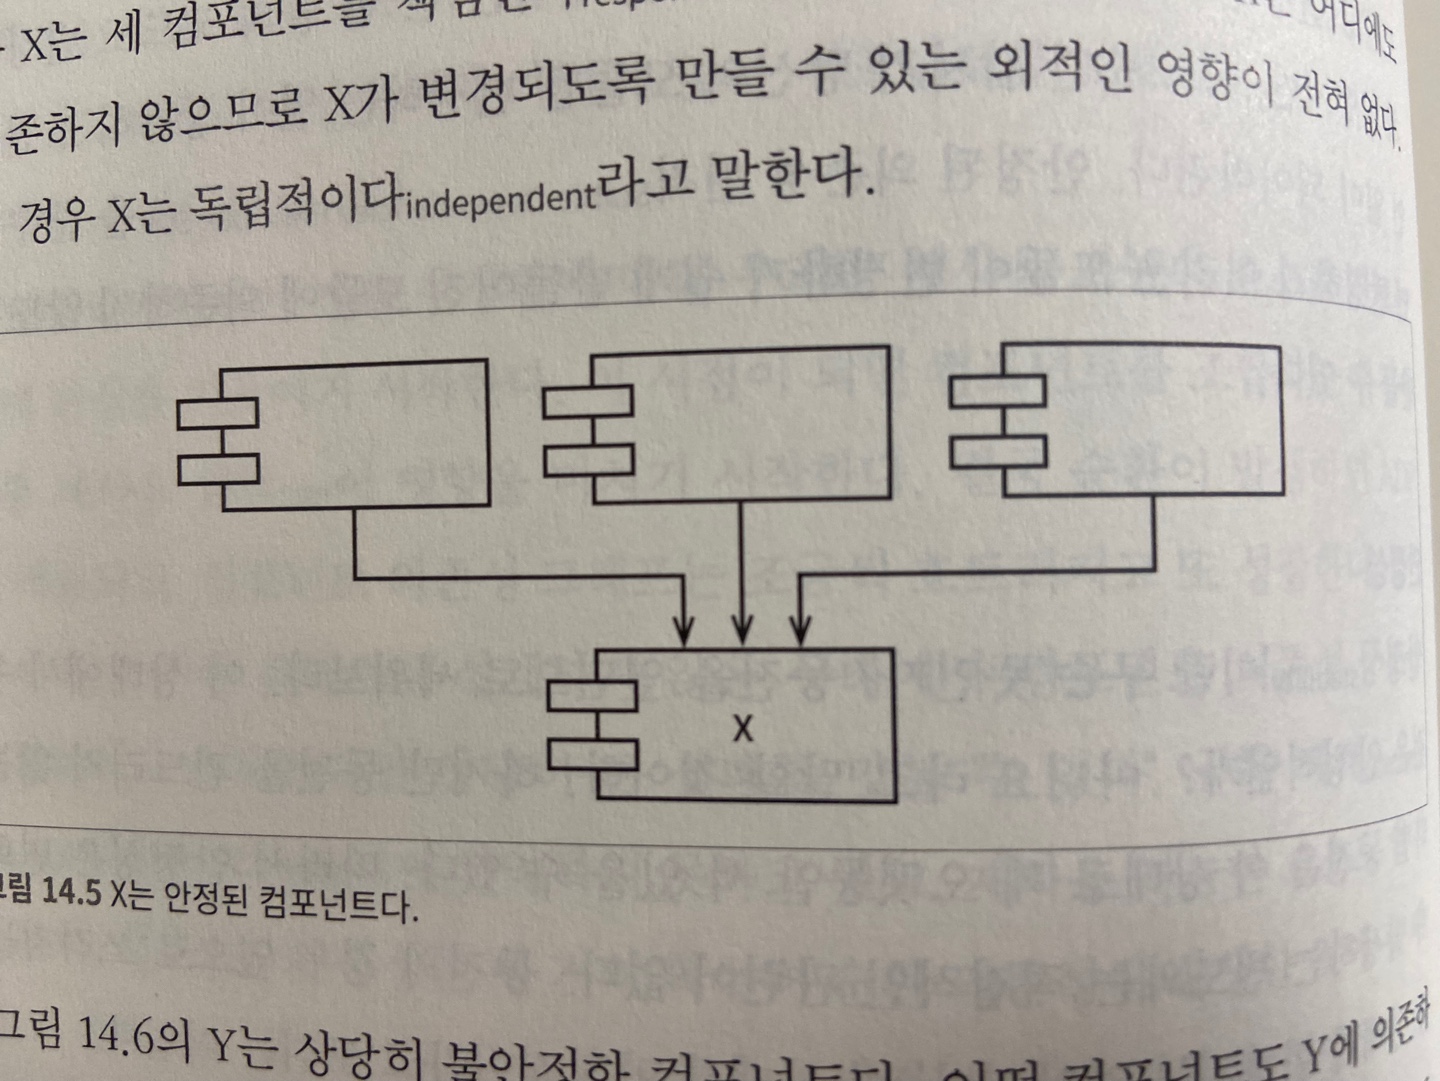 X는 세 컴포넌트를 어디에도
존하지 않으므로 X가 변경되도록 만들 수 있는 외적인 영향이 전혀 없다.
경우 X는 독립적이다independent라고 말한다.
X
그림 14.5 X는 안정된 컴포넌트다.
그림 14.6의 Y는 상당히 불안정한 컴포넌트다. 어떤 컴포넌트도 Y에 의존하